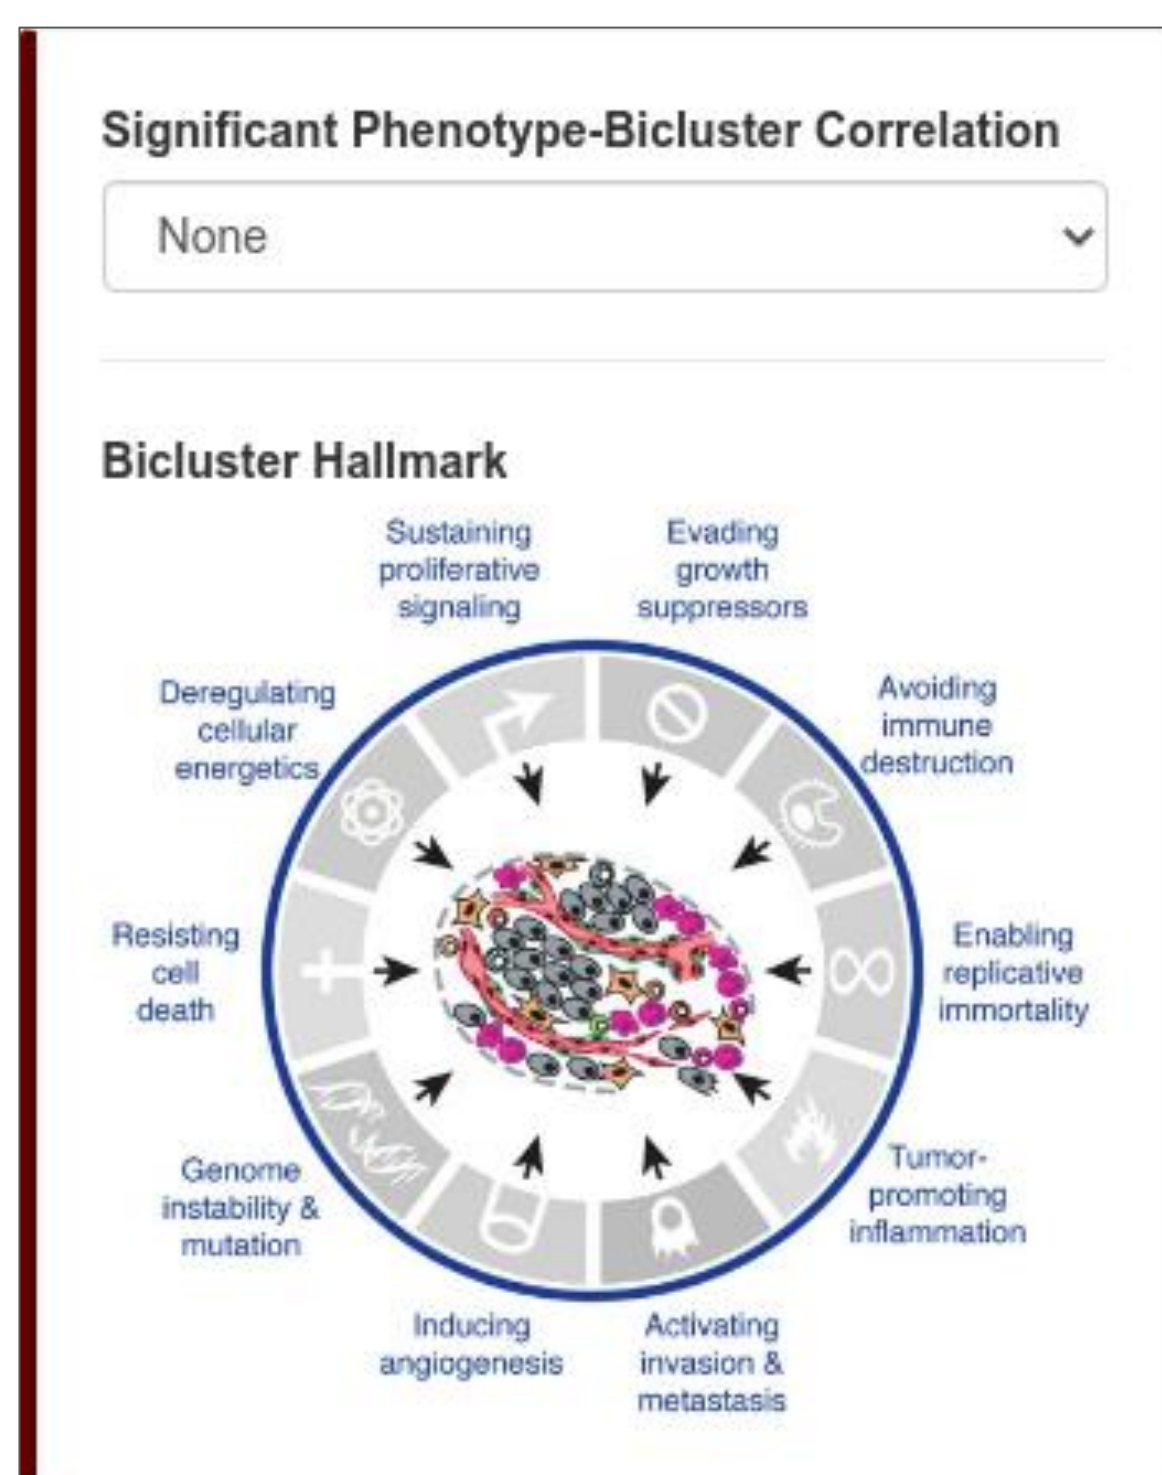 Significant Phenotype-Bicluster Correlation
None
Bicluster Hallmark
Sustaining
proliferative
signaling
Evading
growth
suppressors
Deregulating
cellular
energetics
Avoiding
immune
destruction
Resisting
cell
death
Enabling
replicative
immortality
Genome
instability &
mutation
Tumor-
promoting
inflammation
Inducing
angiogenesis
Activating
invasion &
metastasis